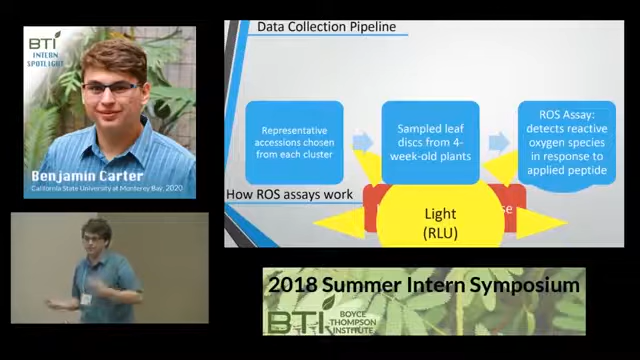 BTI
INTERN
SPOTLIGHT
Benjamin Carter
California State University at Monterey Bay, 2020
Data Collection Pipeline
Representative
accessions chosen
from each cluster
Sampled leaf
discs from 4-
week-old plants
ROS Assay:
detects reactive
oxygen species
in response to
applied peptide
How ROS assays work
Light
(RLU)
se
2018 Summer Intern Symposium
BTI
BOYCE
THOMPSON
INSTITUTE